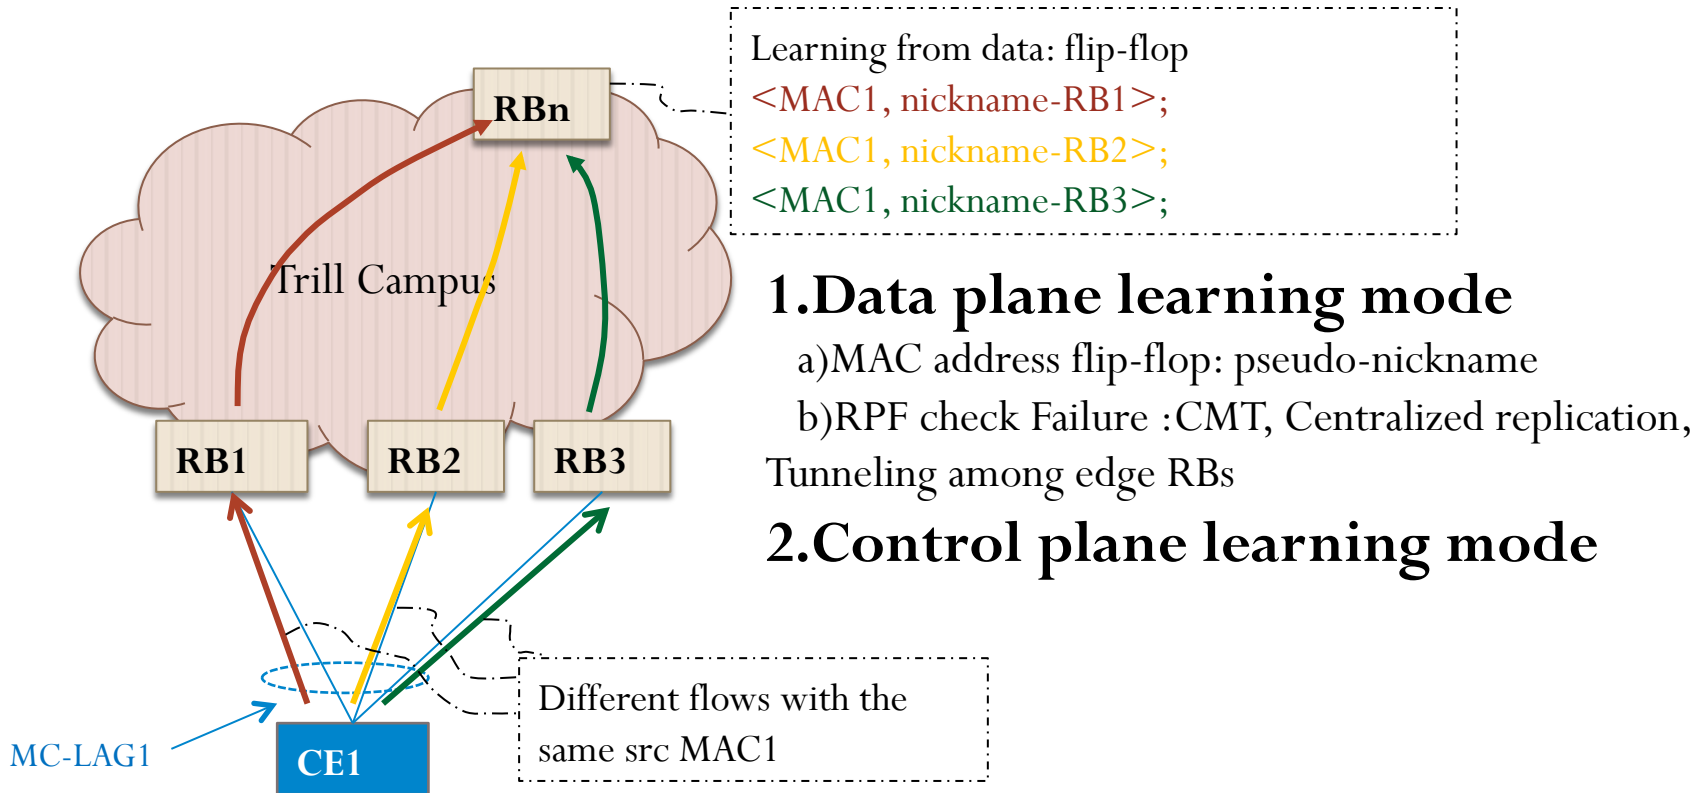 RBn
Learning from data: flip-flop
<MAC1, nickname-RB1>;
<MAC1, nickname-RB2>;
<MAC1, nickname-RB3>;
Trill Campus
1.Data plane learning mode
a)MAC address flip-flop: pseudo-nickname
b)RPF check Failure :CMT, Centralized replication,
Tunneling among edge RBs
2.Control plane learning mode
RB1
RB2
RB3
Different flows with the
same src MAC1
MC-LAG1
CE1